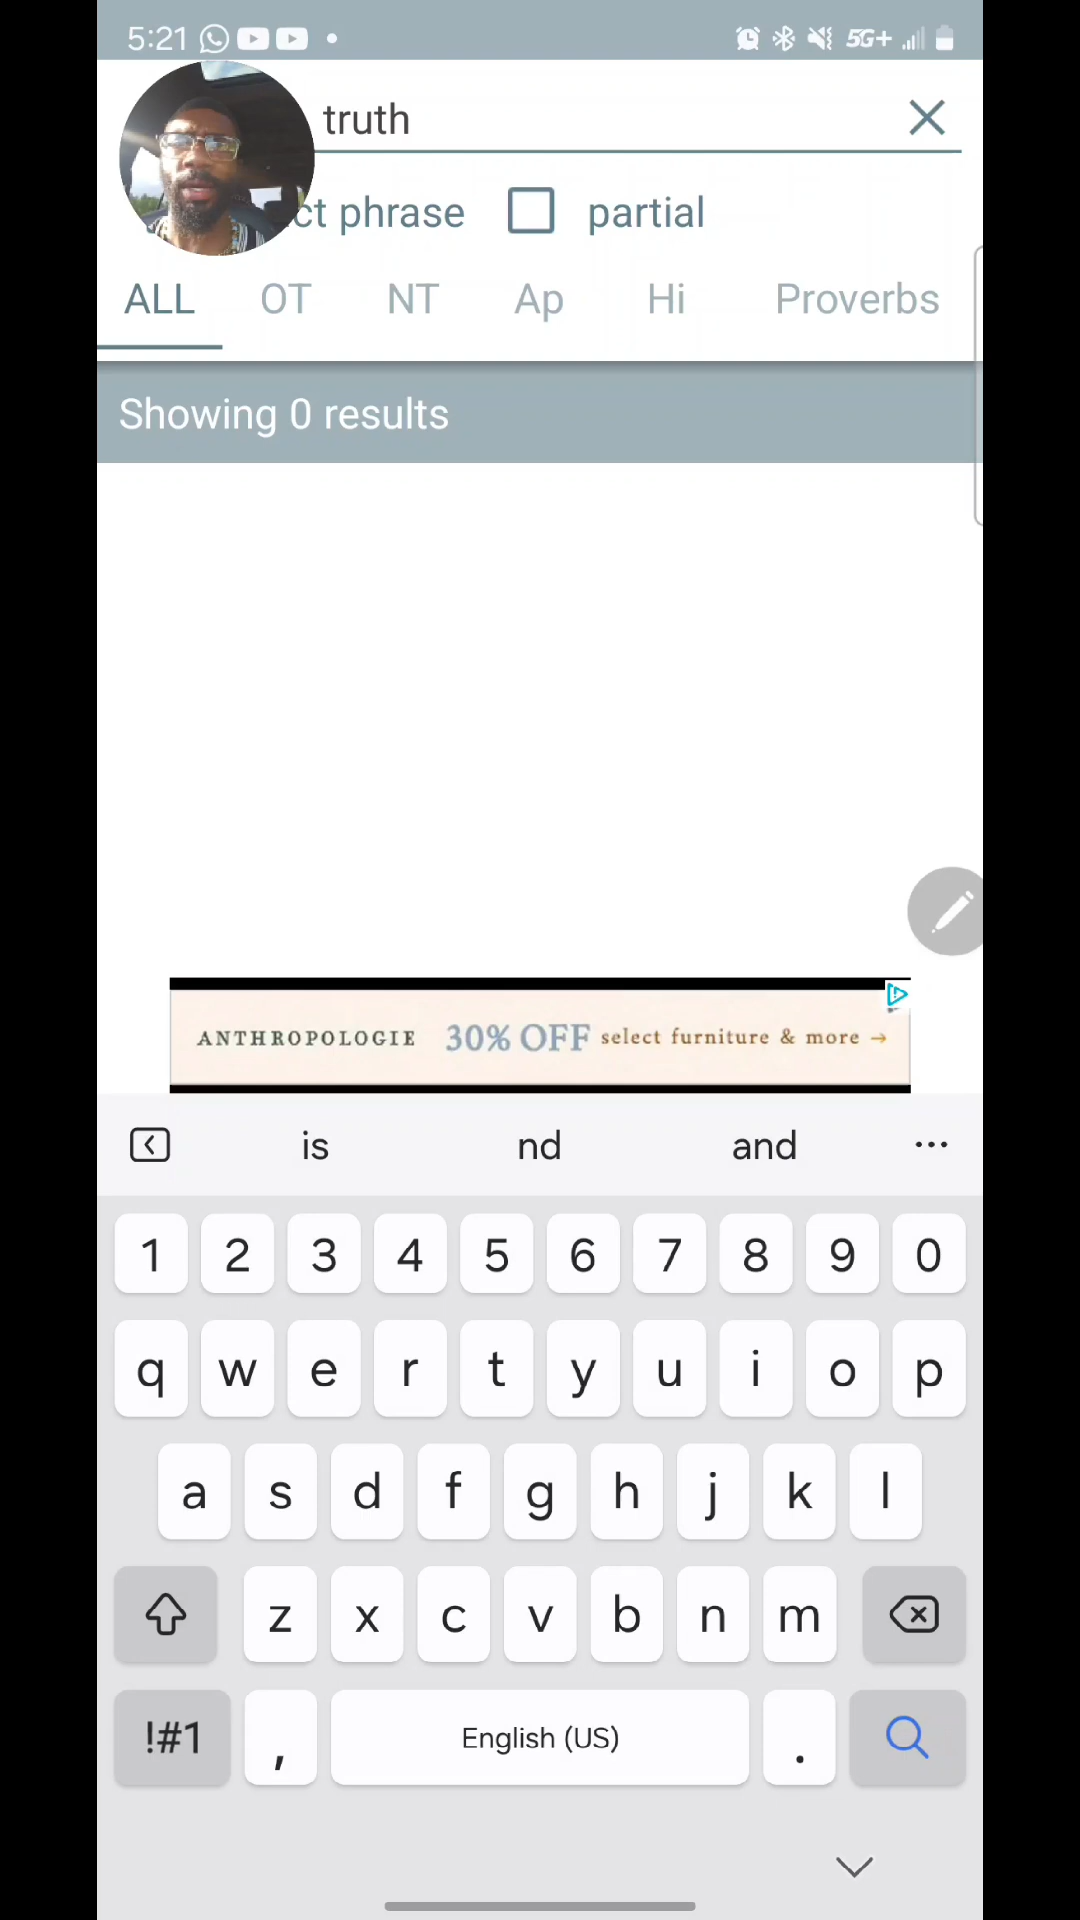 5:21 5G+
truth
ct phrase partial
ALL OT NT Ap Hi Proverbs
Showing 0 results
ANTHROPOLOGIE 30% OFF select furniture & more →
is nd and ...
1 2 3 4 5 6 7 8 9 0
q w e r t y u i o p
a s d f g h j k l
z x c v b n m
!#1 , English (US) .